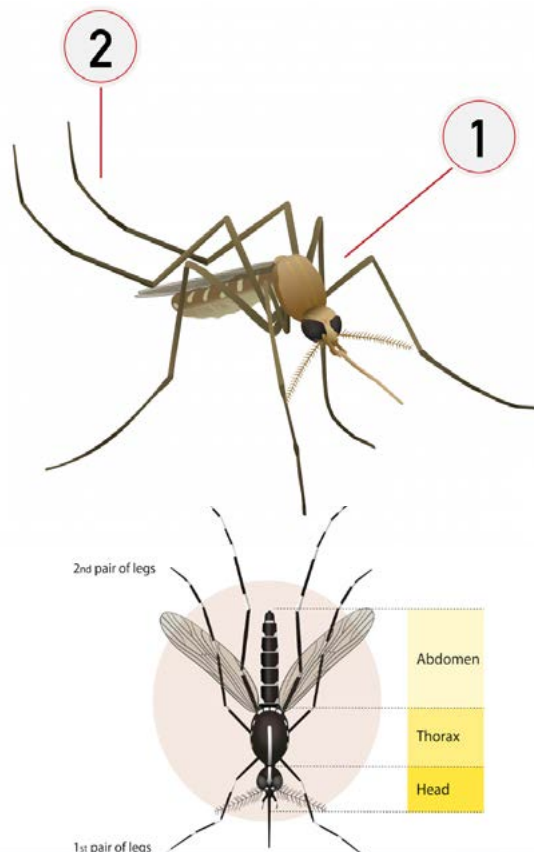 2
1
2nd pair of legs
Abdomen
Thorax
Head
1st pair of legs